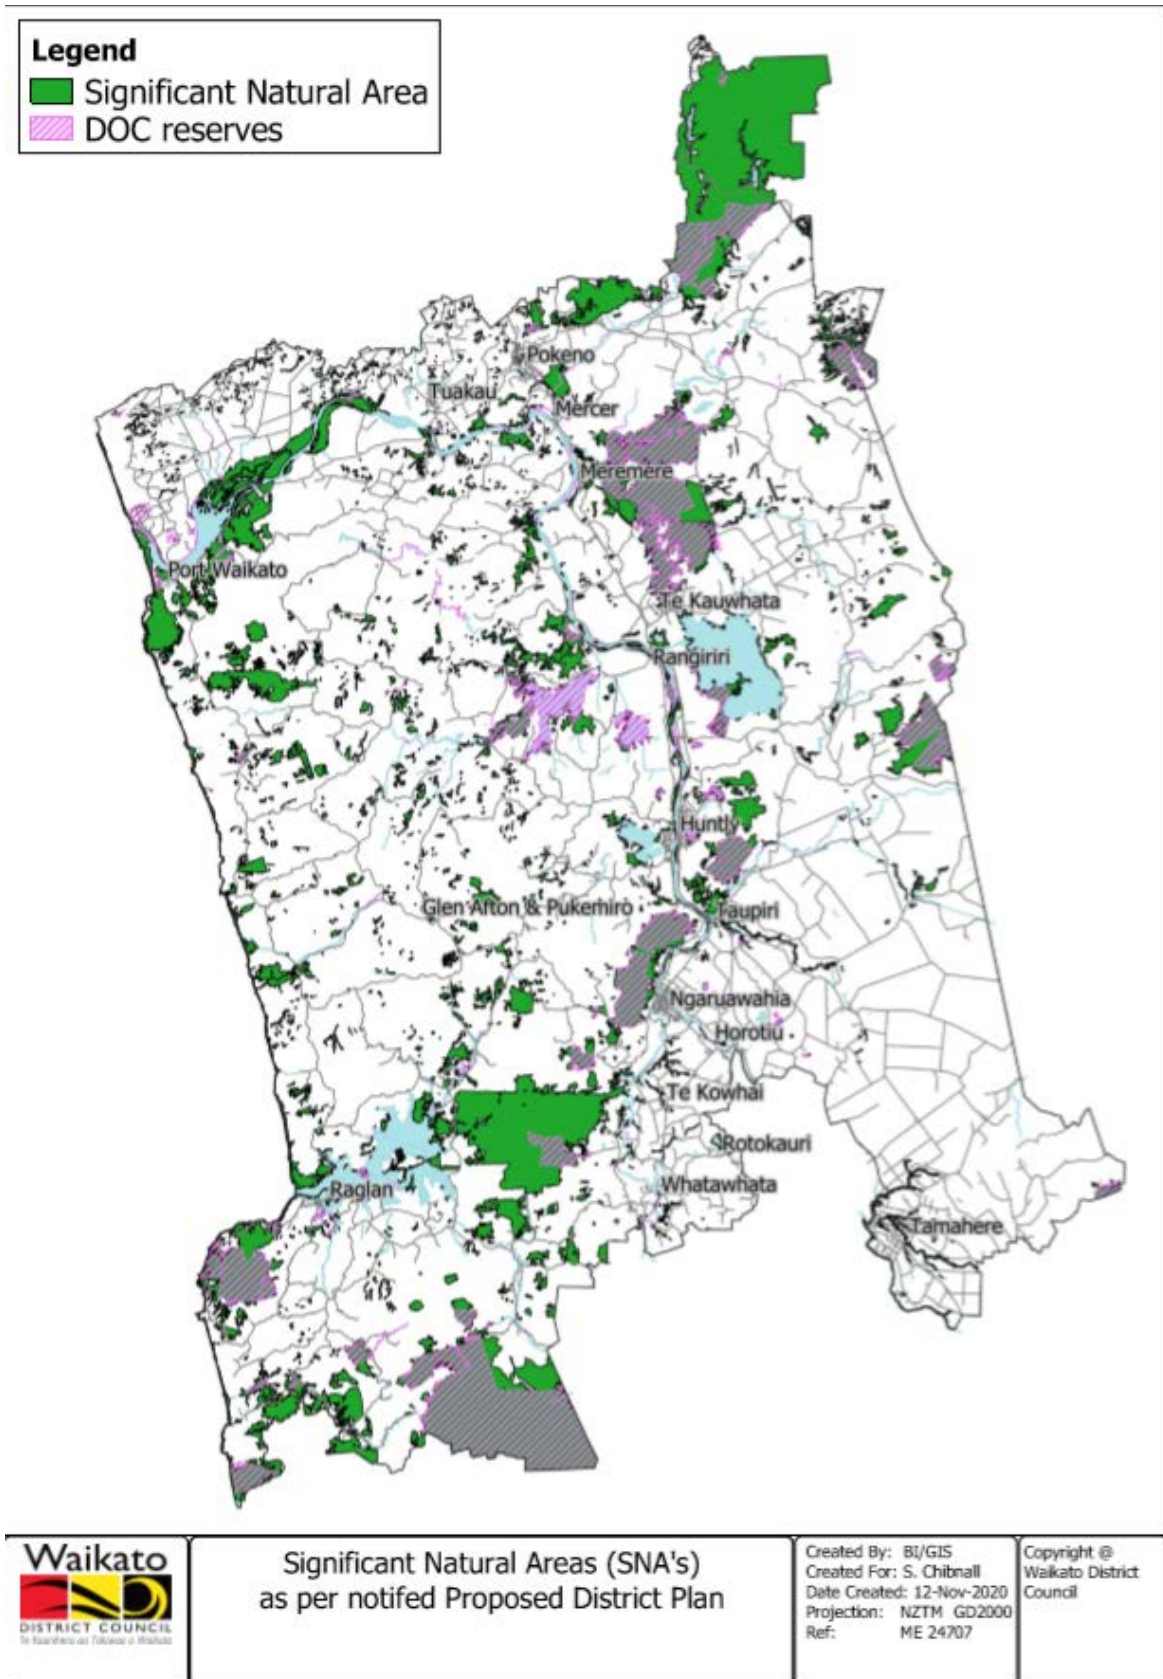 Legend
Significant Natural Area
DOC reserves
Pokeno
Tuakau
Mercer
Meremere
Port Waikato
Te Kauwhata
Rangiriri
Huntly
Glen Afton & Pukemiro
Taupiri
Ngaruawahia
Horotiu
Te Kowhai
Rotokauri
Raglan
Whatawhata
Tamahere
Waikato
DISTRICT COUNCIL
Significant Natural Areas (SNA's)
as per notifed Proposed District Plan
Created By: BI/GIS
Created For: S. Chibnall
Date Created: 12-Nov-2020
Projection: NZTM GD2000
Ref: ME 24707
Copyright @
Waikato District
Council